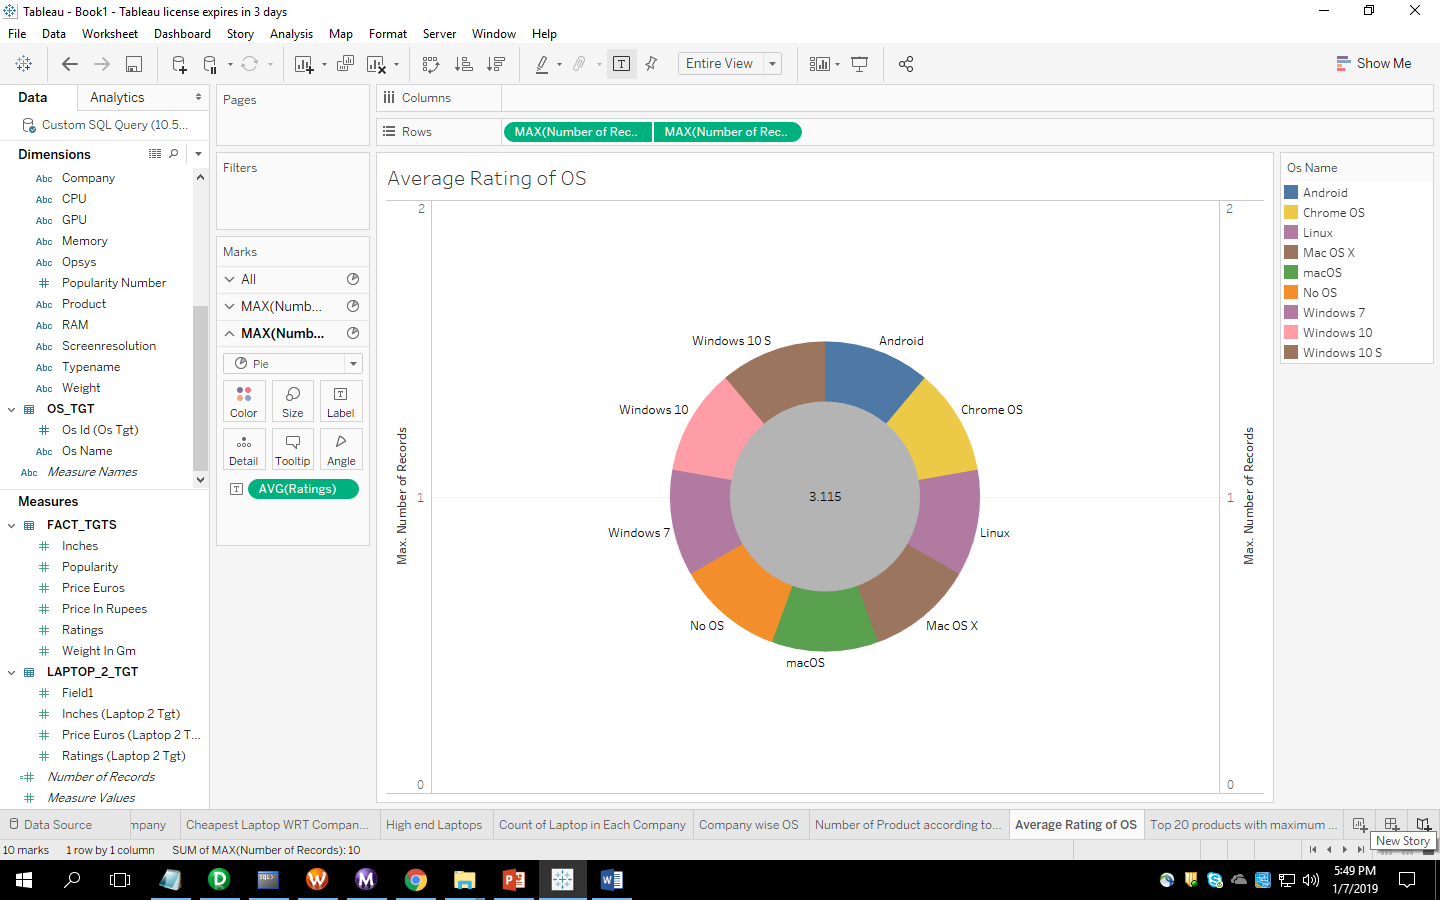 Tableau - Book1 - Tableau license expires in 3 days
File Data Worksheet Dashboard Story Analysis Map Format Server Window Help
Entire View
Show Me
Data Analytics
Custom SQL Query (10.5...
Dimensions
Abc Company
Abc CPU
Abc GPU
Abc Memory
Abc Opsys
# Popularity Number
Abc Product
Abc RAM
Abc Screenresolution
Abc Typename
Abc Weight
OS_TGT
# Os Id (Os Tgt)
Abc Os Name
Abc Measure Names
Measures
FACT_TGTS
# Inches
# Popularity
# Price Euros
# Price In Rupees
# Ratings
# Weight In Gm
LAPTOP_2_TGT
# Field1
# Inches (Laptop 2 Tgt)
# Price Euros (Laptop 2 T...
# Ratings (Laptop 2 Tgt)
=# Number of Records
# Measure Values
Pages
Filters
Marks
All
MAX(Numb...
MAX(Numb...
Pie
Color Size Label
Detail Tooltip Angle
AVG(Ratings)
Columns
Rows
MAX(Number of Rec.. MAX(Number of Rec..
Average Rating of OS
2
1
0
Max. Number of Records
Windows 10 S
Android
Windows 10
Chrome OS
3.115
Windows 7
Linux
No OS
Mac OS X
macOS
2
1
0
Max. Number of Records
Os Name
Android
Chrome OS
Linux
Mac OS X
macOS
No OS
Windows 7
Windows 10
Windows 10 S
Data Source mpany Cheapest Laptop WRT Compan... High end Laptops Count of Laptop in Each Company Company wise OS Number of Product according to... Average Rating of OS Top 20 products with maximum ...
New Story
10 marks 1 row by 1 column SUM of MAX(Number of Records): 10
5:49 PM
1/7/2019